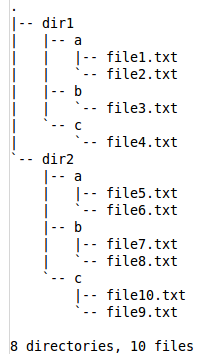 .
|-- dir1
|   |-- a
|   |   |-- file1.txt
|   |   `-- file2.txt
|   |-- b
|   |   `-- file3.txt
|   `-- c
|       `-- file4.txt
`-- dir2
    |-- a
    |   |-- file5.txt
    |   `-- file6.txt
    |-- b
    |   |-- file7.txt
    |   `-- file8.txt
    `-- c
        |-- file10.txt
        `-- file9.txt

8 directories, 10 files